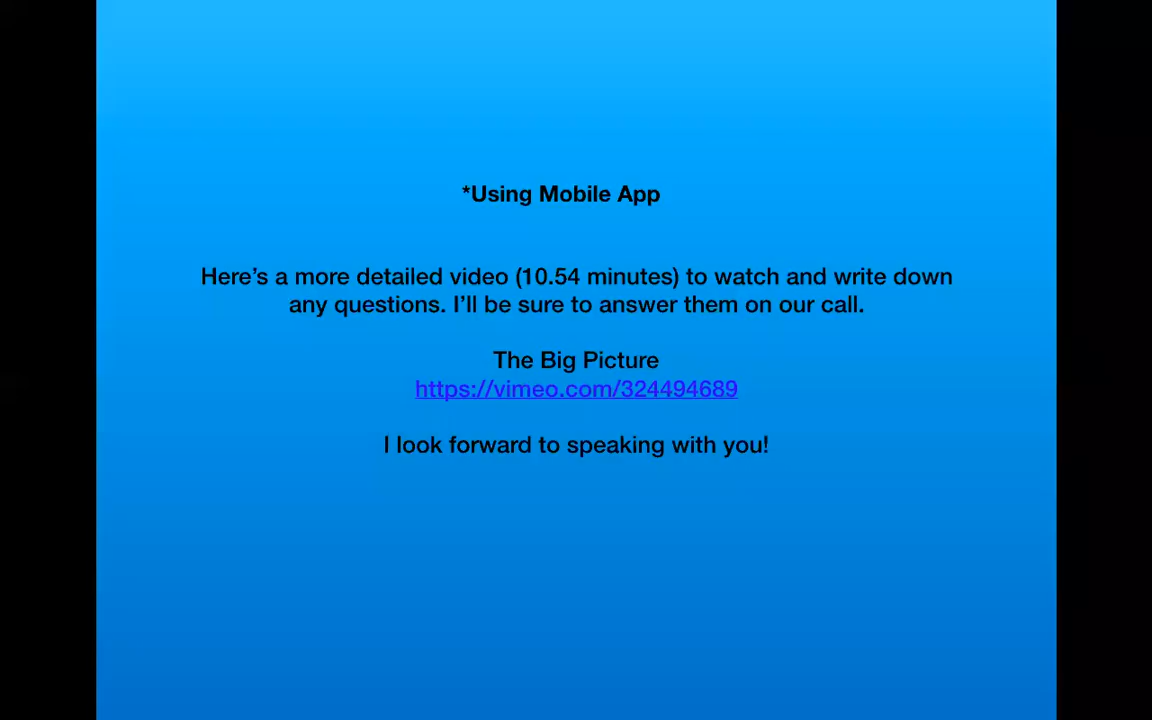 *Using Mobile App
Here’s a more detailed video (10.54 minutes) to watch and write down
any questions. I’ll be sure to answer them on our call.
The Big Picture
https://vimeo.com/324494689
I look forward to speaking with you!